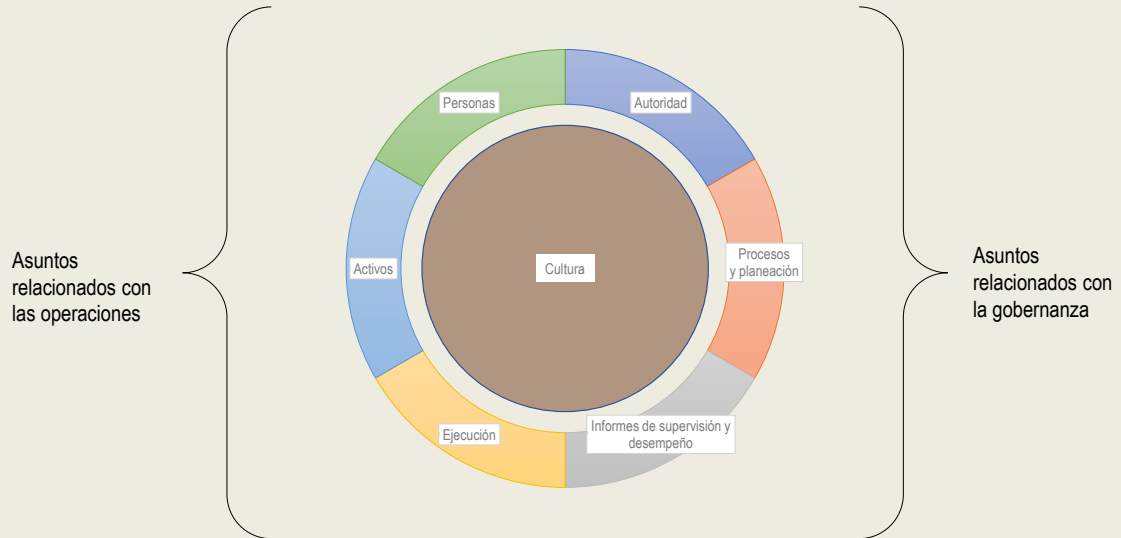 Personas
Autoridad
Asuntos
relacionados con
las operaciones
Activos
Cultura
Procesos
y planeación
Asuntos
relacionados con
la gobernanza
Ejecución
Informes de supervisión y
desempeño